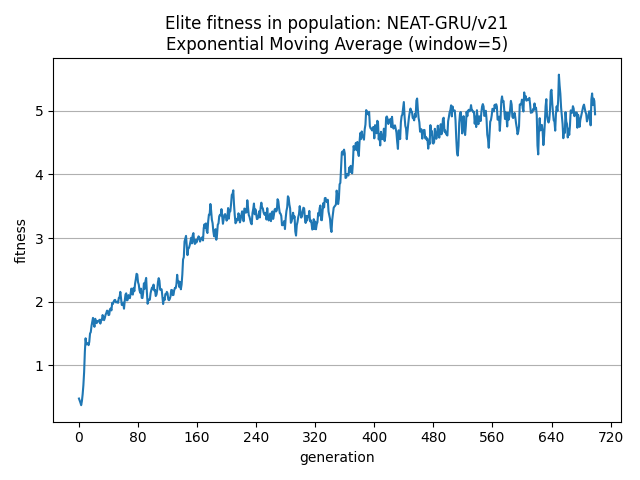 Elite fitness in population: NEAT-GRU/v21
Exponential Moving Average (window=5)
fitness
5
4
3
2
1
0 80 160 240 320 400 480 560 640 720
generation